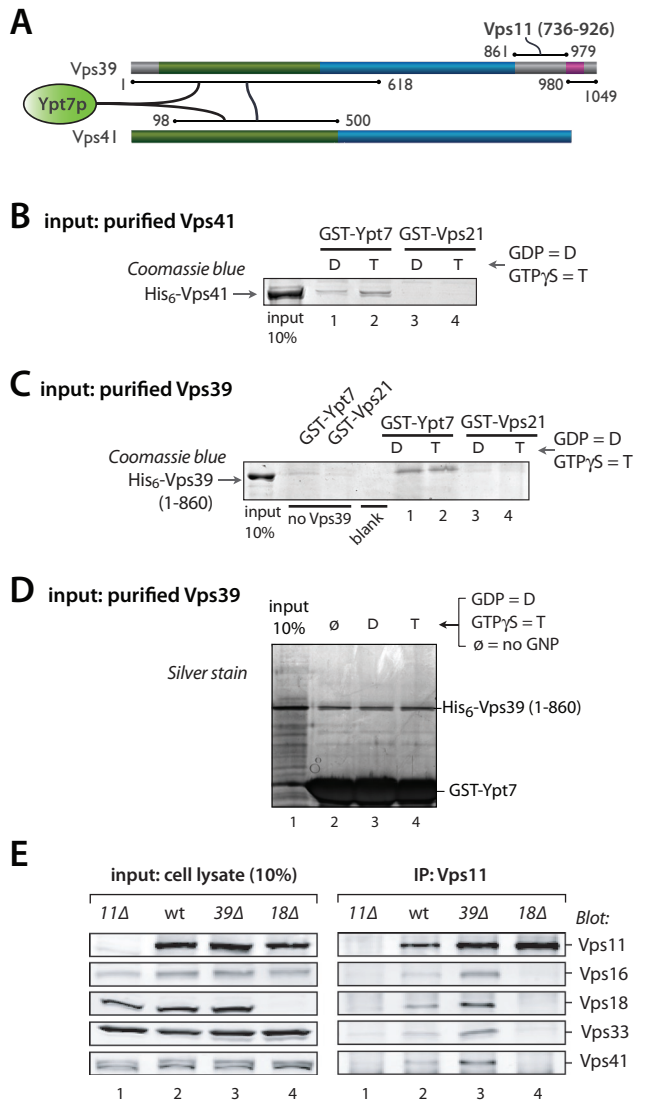 A
Vps11 (736-926)
Vps39
861
979
1
618
980
1049
Ypt7p
98
500
Vps41
B input: purified Vps41
GST-Ypt7 GST-Vps21
D T D T
GDP = D
GTPγS = T
Coomassie blue
His6-Vps41
input
10%
1 2 3 4
C input: purified Vps39
GST-Ypt7
GST-Vps21
GST-Ypt7 GST-Vps21
D T D T
GDP = D
GTPγS = T
Coomassie blue
His6-Vps39
(1-860)
input
10%
no Vps39
blank
1 2 3 4
D input: purified Vps39
input
10%
ø D T
GDP = D
GTPγS = T
ø = no GNP
Silver stain
His6-Vps39 (1-860)
GST-Ypt7
1 2 3 4
E
input: cell lysate (10%) IP: Vps11
11Δ wt 39Δ 18Δ 11Δ wt 39Δ 18Δ Blot:
Vps11
Vps16
Vps18
Vps33
Vps41
1 2 3 4 1 2 3 4